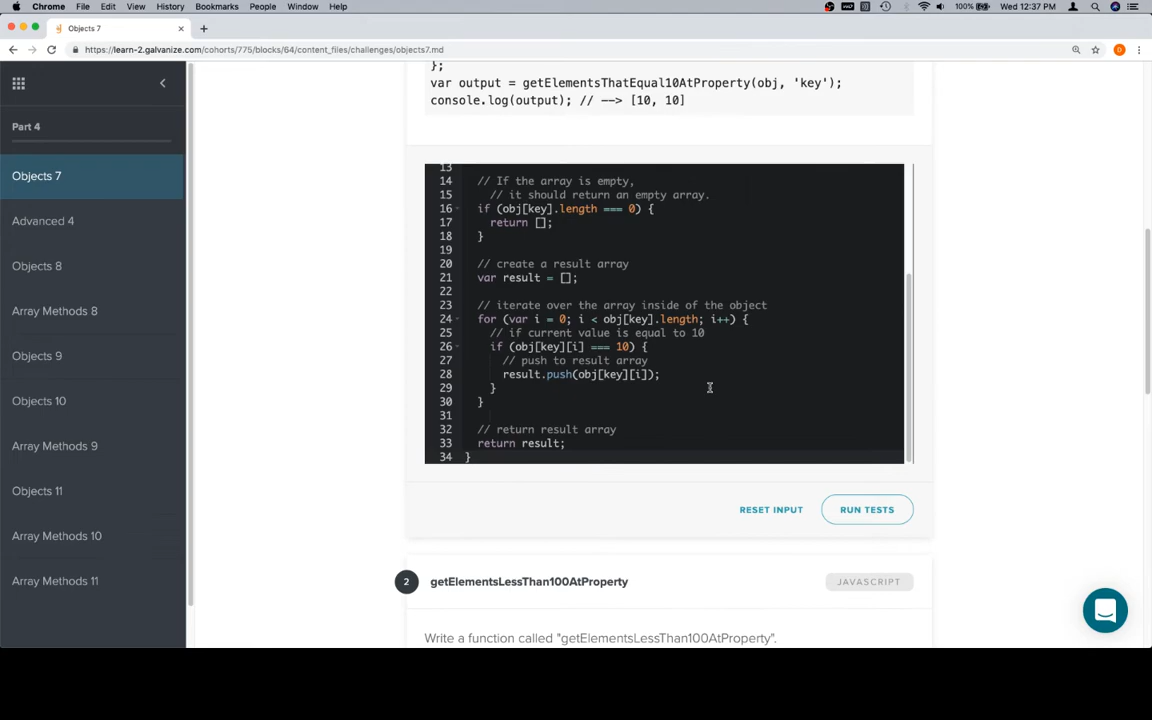 Chrome File Edit View History Bookmarks People Window Help 100% Wed 12:37 PM
Objects 7
https://learn-2.galvanize.com/cohorts/775/blocks/64/content_files/challenges/objects7.md
Part 4
Objects 7
Advanced 4
Objects 8
Array Methods 8
Objects 9
Objects 10
Array Methods 9
Objects 11
Array Methods 10
Array Methods 11
};
var output = getElementsThatEqual10AtProperty(obj, 'key');
console.log(output); // --> [10, 10]
13
14 // If the array is empty,
15 // it should return an empty array.
16 if (obj[key].length === 0) {
17 return [];
18 }
19
20 // create a result array
21 var result = [];
22
23 // iterate over the array inside of the object
24 for (var i = 0; i < obj[key].length; i++) {
25 // if current value is equal to 10
26 if (obj[key][i] === 10) {
27 // push to result array
28 result.push(obj[key][i]);
29 }
30 }
31
32 // return result array
33 return result;
34 }
RESET INPUT RUN TESTS
2 getElementsLessThan100AtProperty JAVASCRIPT
Write a function called "getElementsLessThan100AtProperty".